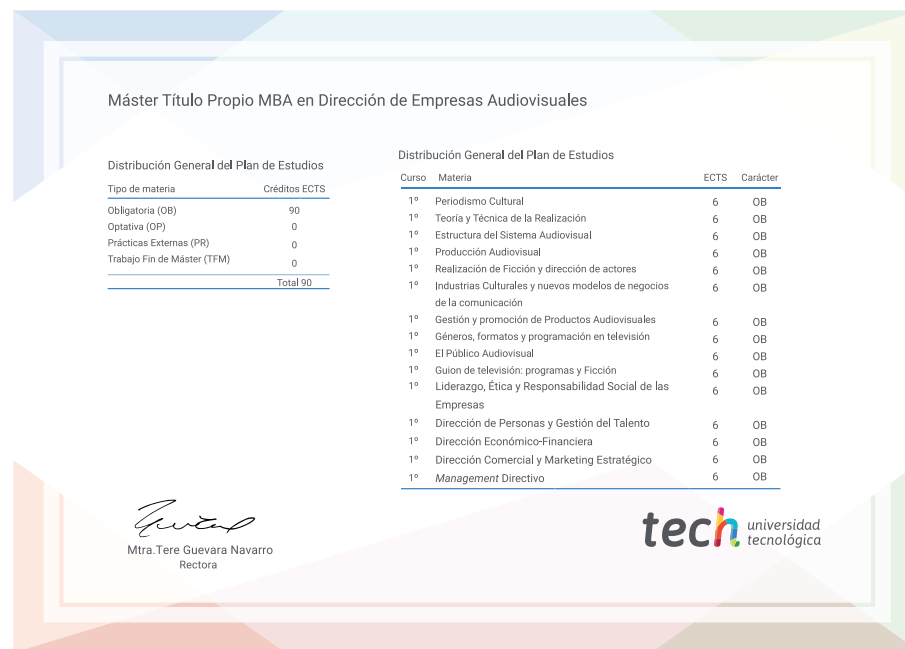 Máster Título Propio MBA en Dirección de Empresas Audiovisuales
Distribución General del Plan de Estudios
Tipo de materia Créditos ECTS
Obligatoria (OB) 90
Optativa (OP) 0
Prácticas Externas (PR) 0
Trabajo Fin de Máster (TFM) 0
Total 90
Distribución General del Plan de Estudios
Curso Materia ECTS Carácter
1º Periodismo Cultural 6 OB
1º Teoría y Técnica de la Realización 6 OB
1º Estructura del Sistema Audiovisual 6 OB
1º Producción Audiovisual 6 OB
1º Realización de Ficción y dirección de actores 6 OB
1º Industrias Culturales y nuevos modelos de negocios 6 OB
de la comunicación
1º Gestión y promoción de Productos Audiovisuales 6 OB
1º Géneros, formatos y programación en televisión 6 OB
1º El Público Audiovisual 6 OB
1º Guion de televisión: programas y Ficción 6 OB
1º Liderazgo, Ética y Responsabilidad Social de las 6 OB
Empresas
1º Dirección de Personas y Gestión del Talento 6 OB
1º Dirección Económico-Financiera 6 OB
1º Dirección Comercial y Marketing Estratégico 6 OB
1º Management Directivo 6 OB
Mtra.Tere Guevara Navarro
Rectora
tech universidad
tecnológica